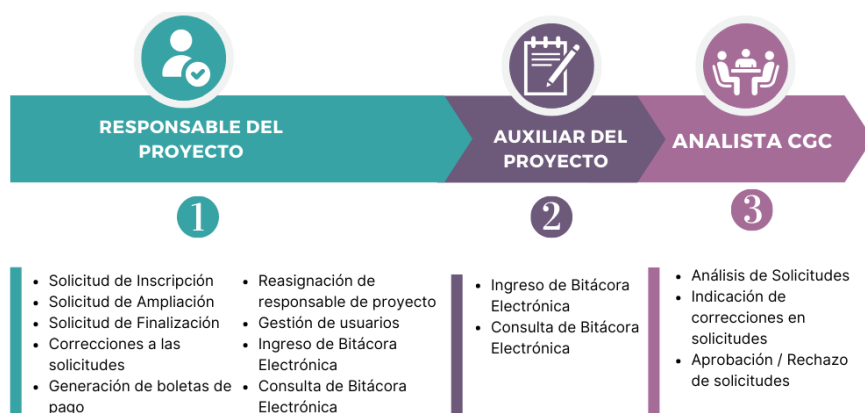 RESPONSABLE DEL
PROYECTO
AUXILIAR DEL
PROYECTO
ANALISTA CGC
1
2
3
• Solicitud de Inscripción
• Solicitud de Ampliación
• Solicitud de Finalización
• Correcciones a las
solicitudes
• Generación de boletas de
pago
• Reasignación de
responsable de proyecto
• Gestión de usuarios
• Ingreso de Bitácora
Electrónica
• Consulta de Bitácora
Electrónica
• Ingreso de Bitácora
Electrónica
• Consulta de Bitácora
Electrónica
• Análisis de Solicitudes
• Indicación de
correcciones en
solicitudes
• Aprobación / Rechazo
de solicitudes